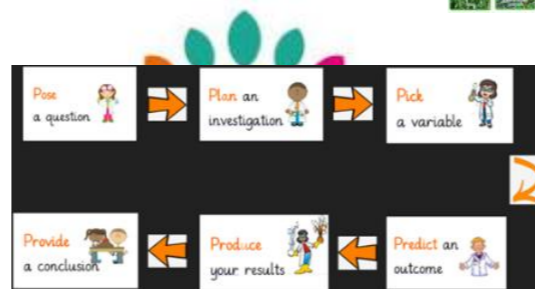 Pose
a question
Plan an
investigation
Pick
a variable
Predict an
outcome
Produce
your results
Provide
a conclusion